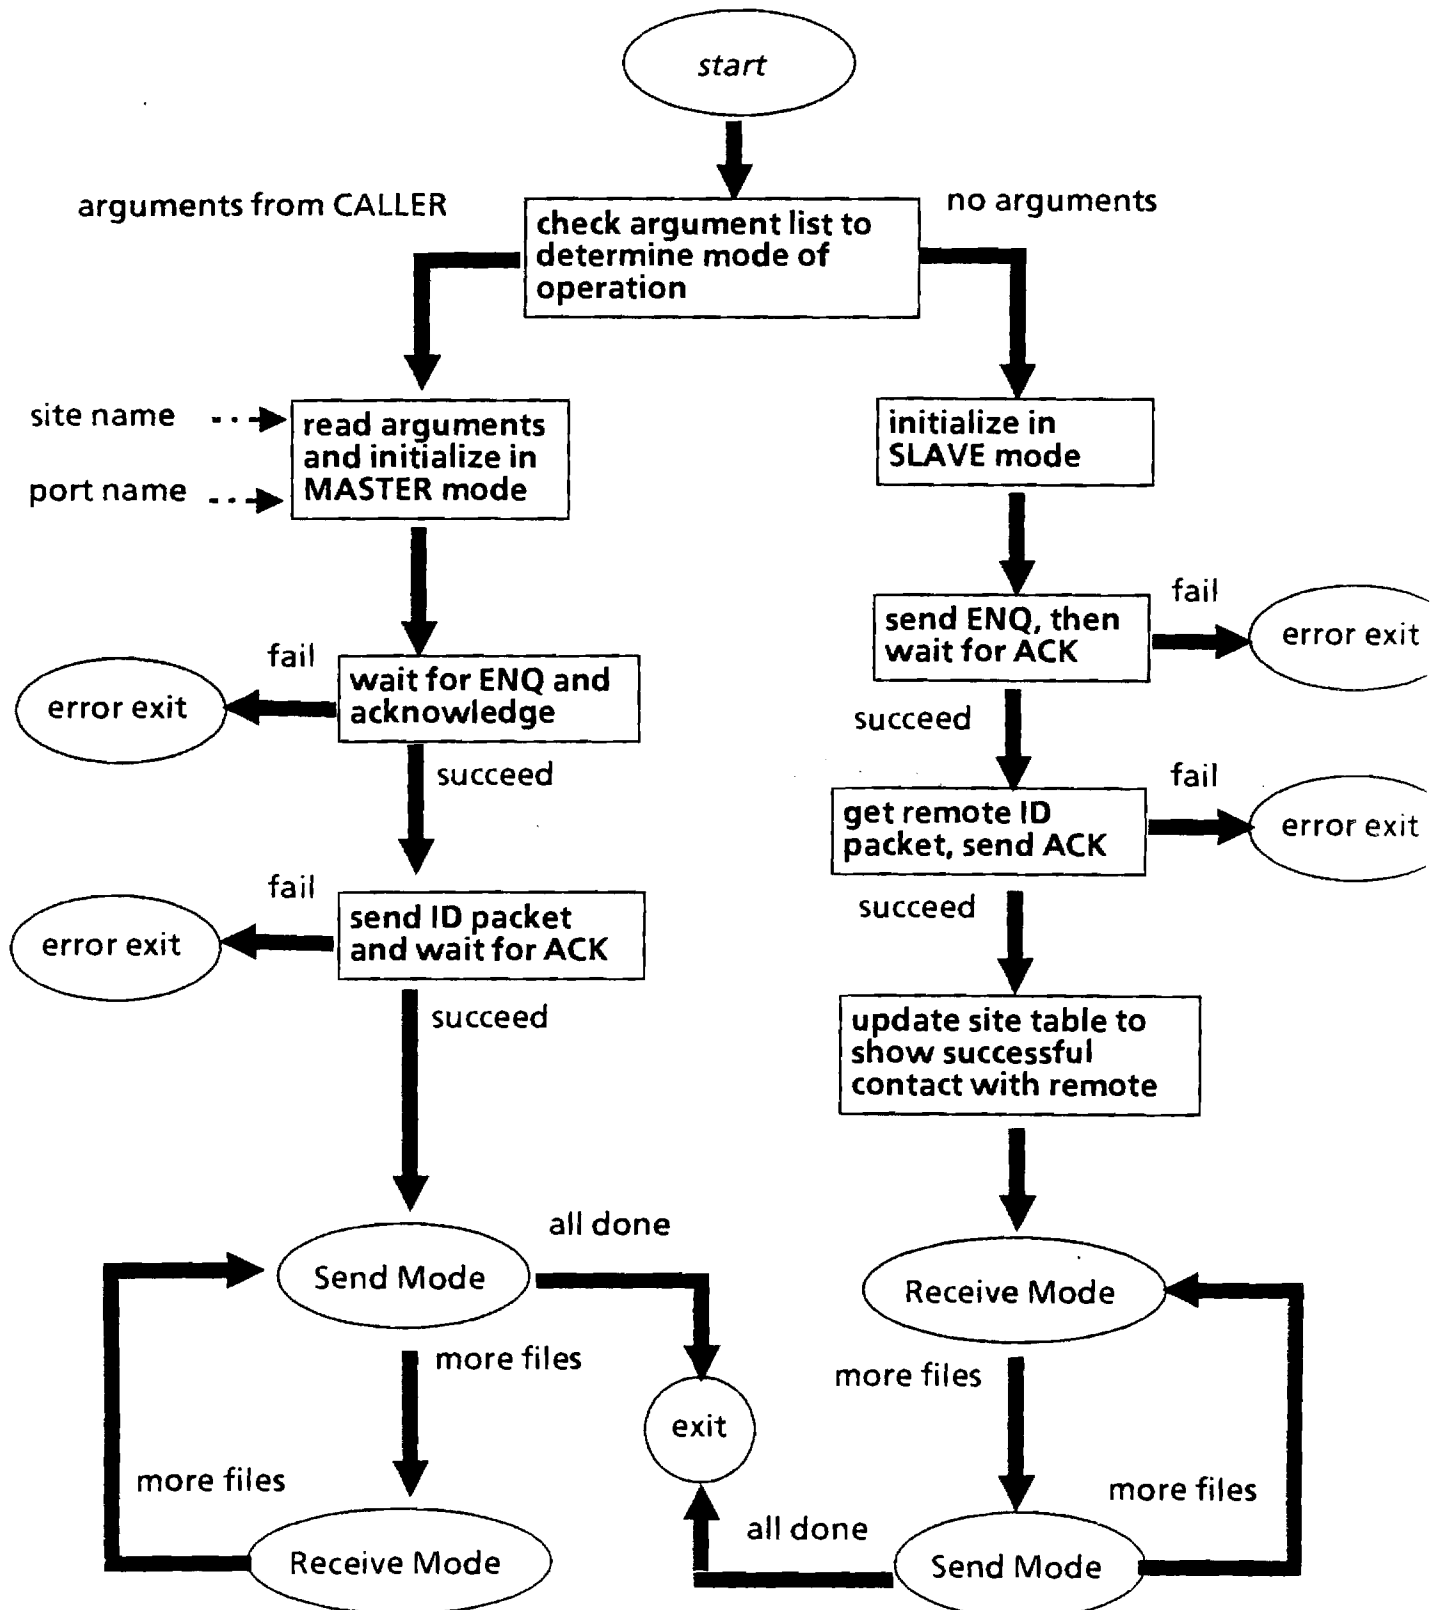 start
arguments from CALLER
no arguments
check argument list to
determine mode of
operation
site name
port name
read arguments
and initialize in
MASTER mode
initialize in
SLAVE mode
send ENQ, then
wait for ACK
fail
error exit
fail
error exit
wait for ENQ and
acknowledge
succeed
succeed
get remote ID
packet, send ACK
fail
error exit
fail
error exit
send ID packet
and wait for ACK
succeed
succeed
update site table to
show successful
contact with remote
Send Mode
all done
Receive Mode
more files
more files
exit
more files
more files
all done
Receive Mode
Send Mode